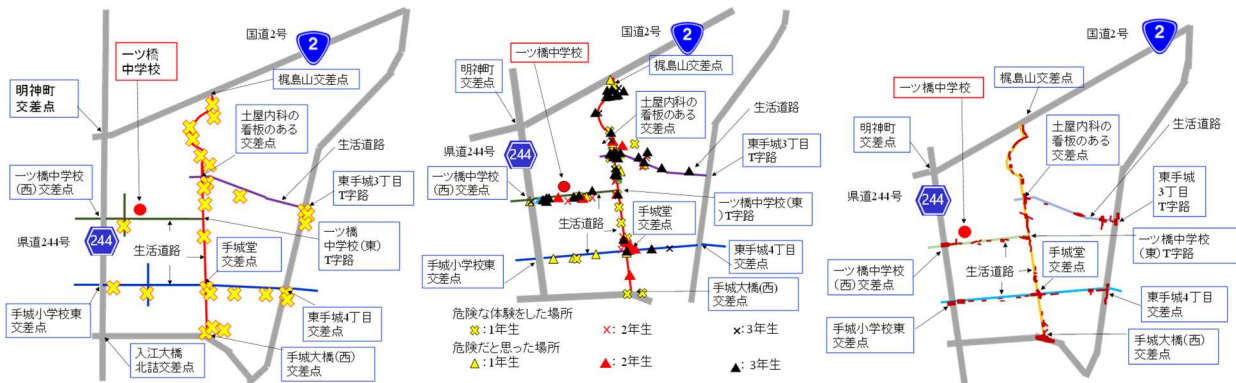 国道2号
2
一ツ橋
中学校
梶島山交差点
明神町
交差点
土屋内科の
看板のある
交差点
生活道路
一ツ橋中学校
(西)交差点
東手城3丁目
T字路
県道244号
244
生活道路
一ツ橋
中学校(東)
T字路
手城堂
交差点
手城小学校東
交差点
東手城4丁目
交差点
入江大橋
北詰交差点
手城大橋(西)
交差点
国道2号
2
一ツ橋中学校
梶島山交差点
明神町
交差点
土屋内科の
看板のある
交差点
生活道路
県道244号
244
東手城3丁目
T字路
一ツ橋中学校
(西)交差点
一ツ橋中学校(東
)T字路
生活道路
手城堂
交差点
手城小学校東
交差点
東手城4丁目
交差点
手城大橋(西)
交差点
危険な体験をした場所
:1年生
:2年生
:3年生
危険だと思った場所
:1年生
:2年生
:3年生
国道2号
2
梶島山交差点
一ツ橋中学校
明神町
交差点
土屋内科の
看板のある
交差点
生活道路
県道244号
244
東手城
3丁目
T字路
一ツ橋中学校
(東)T字路
一ツ橋中学校
(西)交差点
生活道路
手城堂
交差点
手城小学校東
交差点
東手城4丁目
交差点
手城大橋(西)
交差点